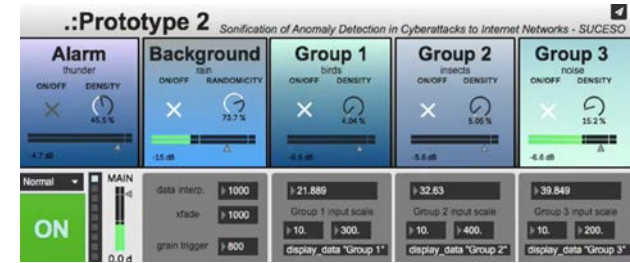 .:Prototype 2 Sonification of Anomaly Detection in Cyberattacks to Internet Networks - SUCESO
Alarm
thunder
ON/OFF DENSITY
45.5 %
-4.7 dB
Background
rain
ON/OFF RANDOMICITY
73.7 %
-15 dB
Group 1
birds
ON/OFF DENSITY
4.04 %
-6.6 dB
Group 2
insects
ON/OFF DENSITY
5.05 %
-5.6 dB
Group 3
noise
ON/OFF DENSITY
15.2 %
-6.6 dB
Normal
ON
MAIN
0.0 d
data interp. 1000
xfade 1000
grain trigger 800
21.889
Group 1 input scale
10. 300.
display_data "Group 1"
32.63
Group 2 input scale
10. 400.
display_data "Group 2"
39.849
Group 3 input scale
10. 200.
display_data "Group 3"